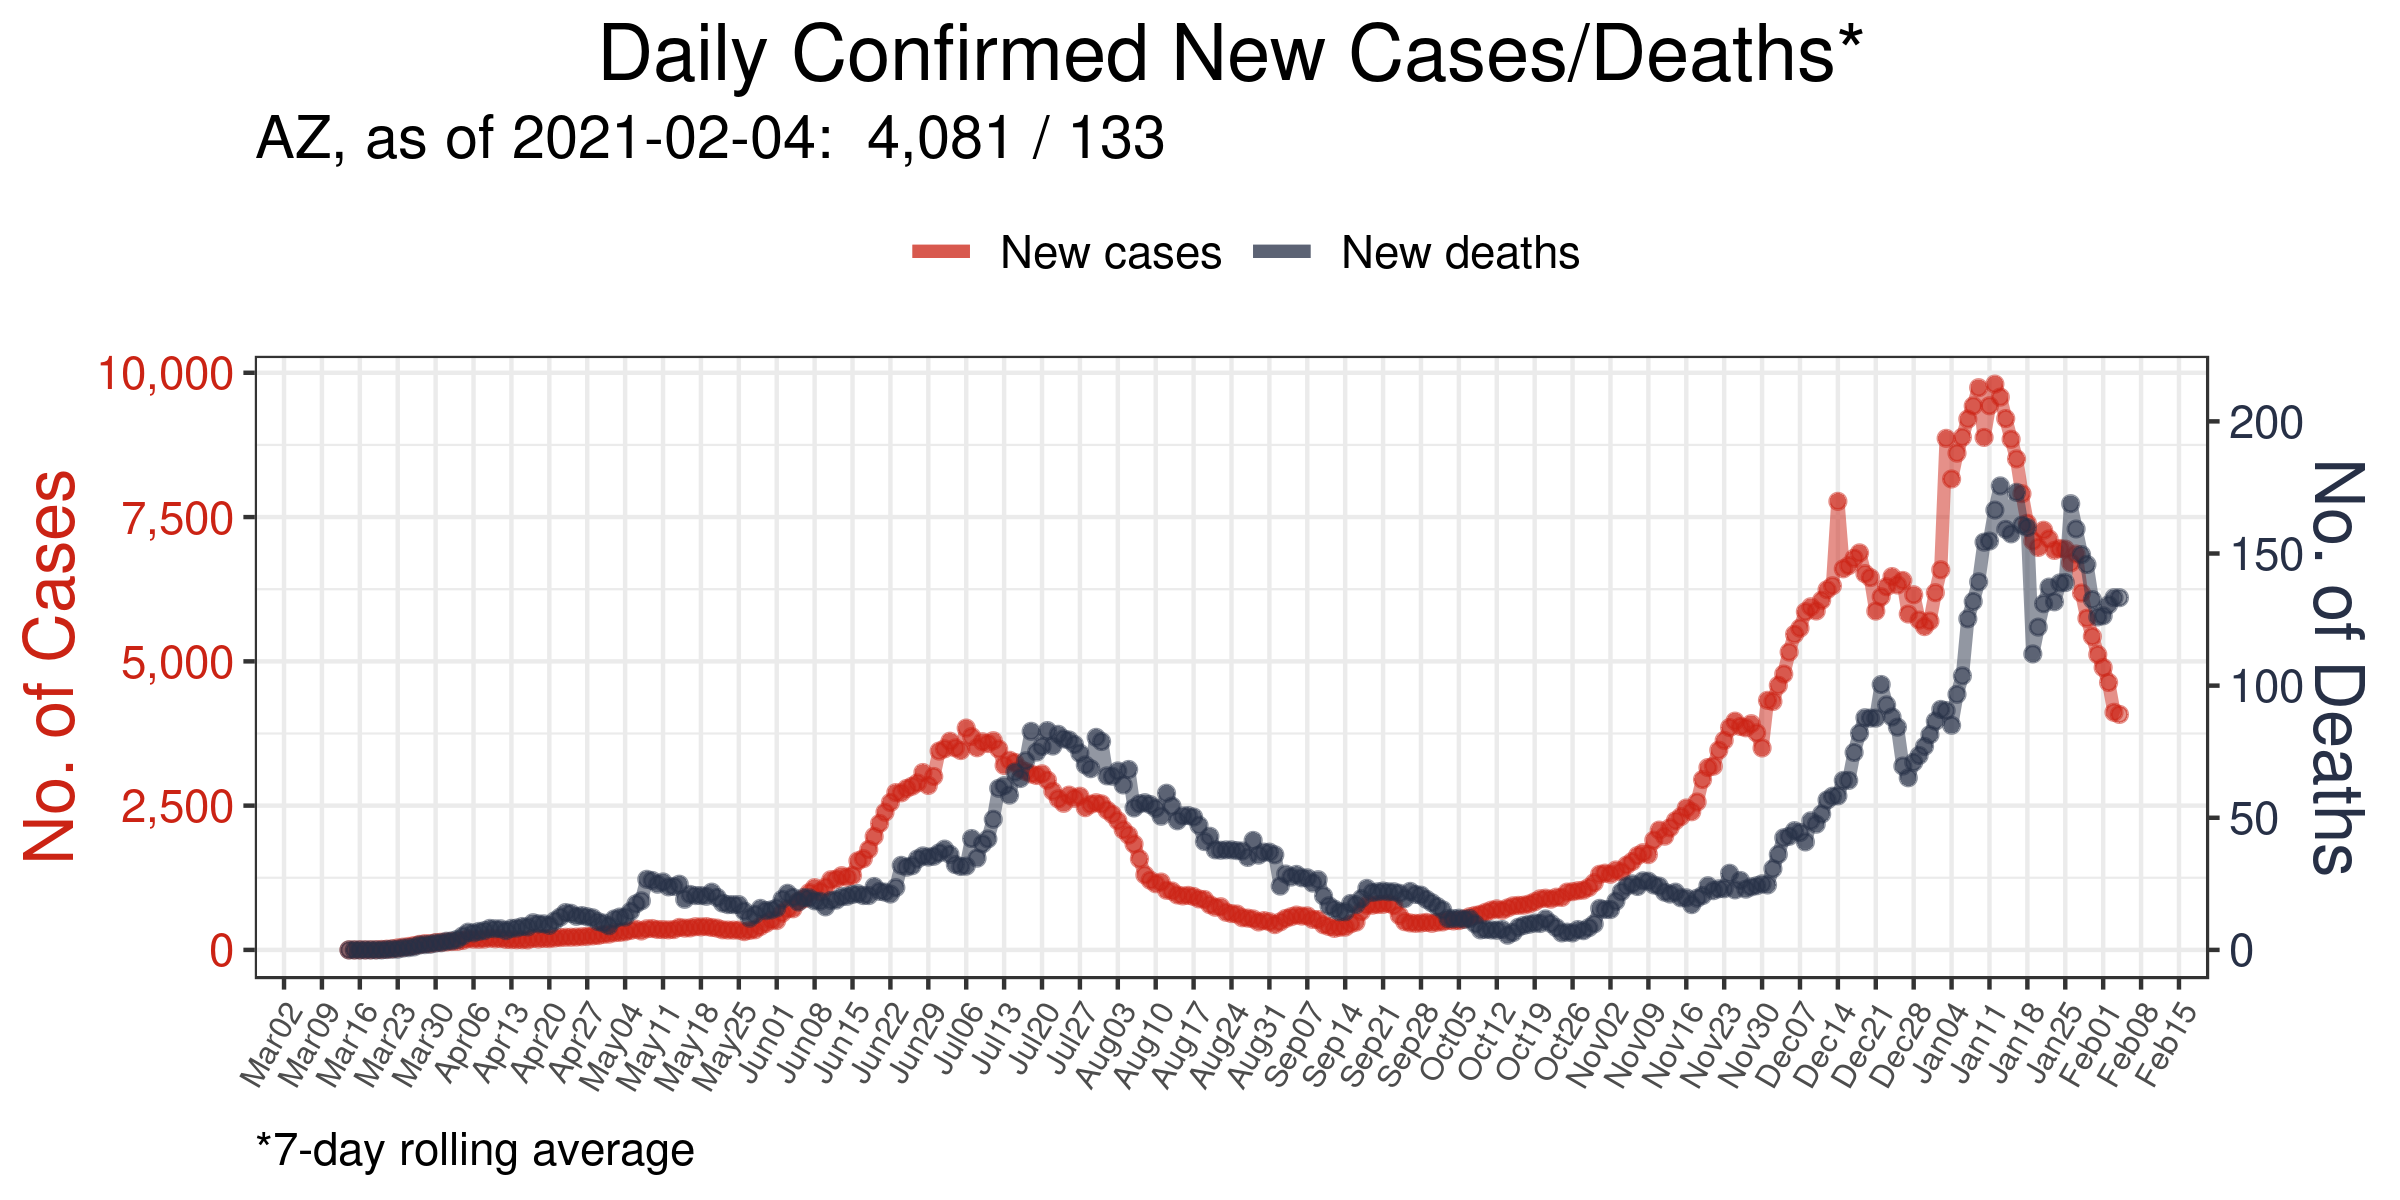 Daily Confirmed New Cases/Deaths*
AZ, as of 2021-02-04:  4,081 / 133
New cases
New deaths
No. of Cases
10,000
7,500
5,000
2,500
0
200
150
100
50
0
No. of Deaths
Mar02
Mar09
Mar16
Mar23
Mar30
Apr06
Apr13
Apr20
Apr27
May04
May11
May18
May25
Jun01
Jun08
Jun15
Jun22
Jun29
Jul06
Jul13
Jul20
Jul27
Aug03
Aug10
Aug17
Aug24
Aug31
Sep07
Sep14
Sep21
Sep28
Oct05
Oct12
Oct19
Oct26
Nov02
Nov09
Nov16
Nov23
Nov30
Dec07
Dec14
Dec21
Dec28
Jan04
Jan11
Jan18
Jan25
Feb01
Feb08
Feb15
*7-day rolling average